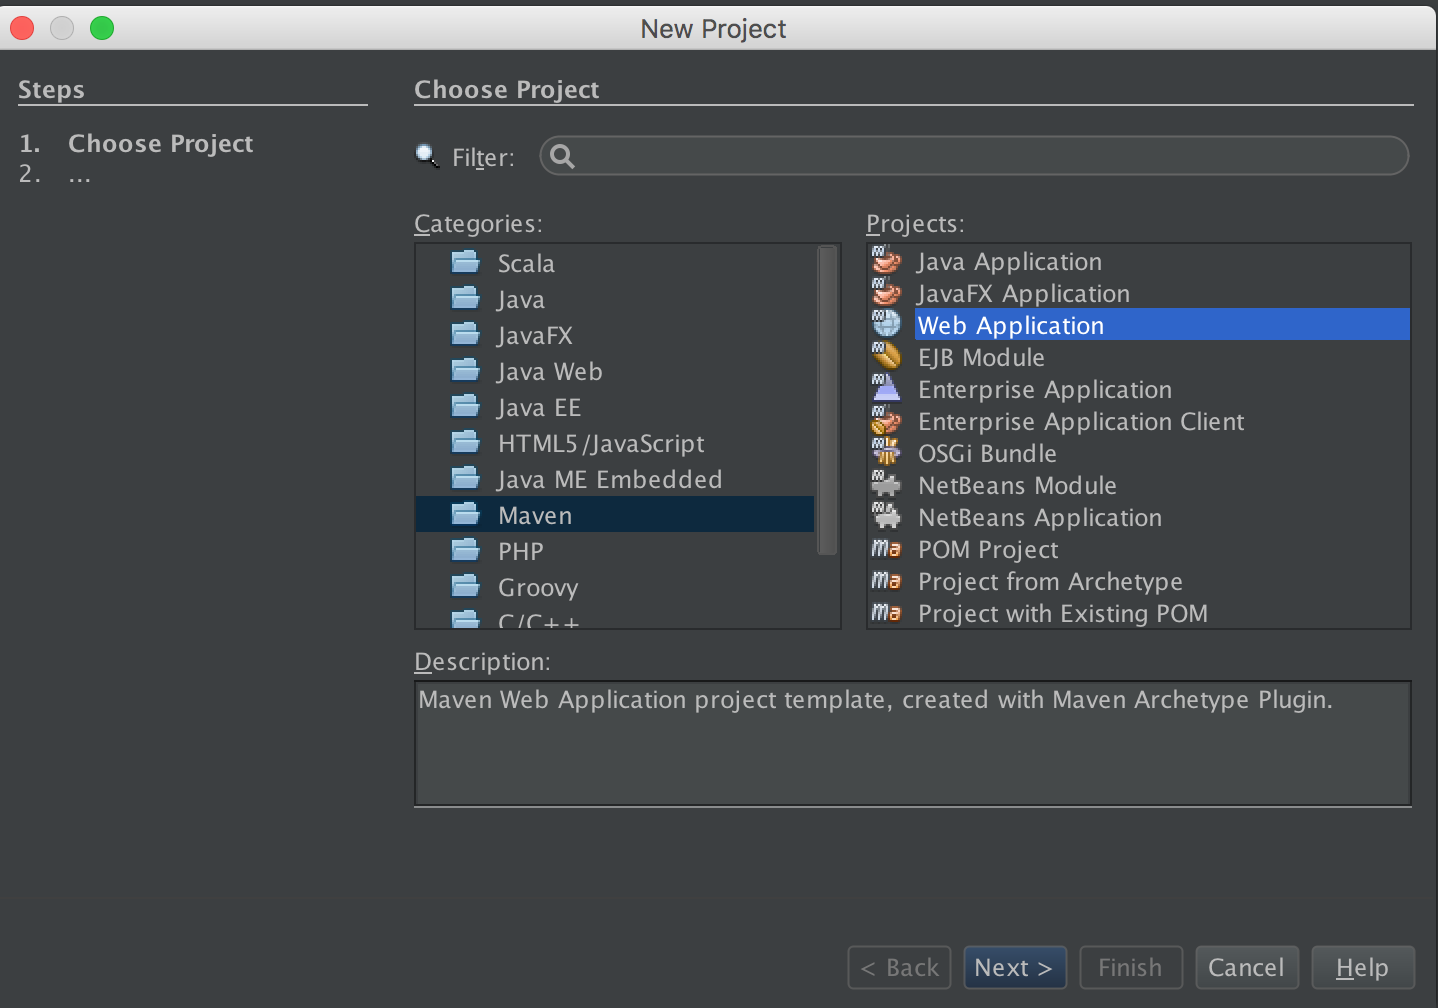 New Project
Steps
1. Choose Project
2. ...
Choose Project
Filter:
Categories:
Scala
Java
JavaFX
Java Web
Java EE
HTML5/JavaScript
Java ME Embedded
Maven
PHP
Groovy
C/C++
Projects:
Java Application
JavaFX Application
Web Application
EJB Module
Enterprise Application
Enterprise Application Client
OSGi Bundle
NetBeans Module
NetBeans Application
POM Project
Project from Archetype
Project with Existing POM
Description:
Maven Web Application project template, created with Maven Archetype Plugin.
< Back
Next >
Finish
Cancel
Help